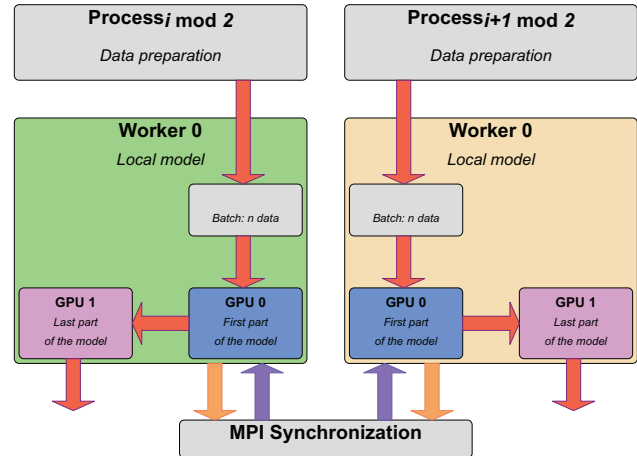 Process i mod 2
Data preparation
Process i+1 mod 2
Data preparation
Worker 0
Local model
Batch: n data
GPU 1
Last part
of the model
GPU 0
First part
of the model
Worker 0
Local model
Batch: n data
GPU 0
First part
of the model
GPU 1
Last part
of the model
MPI Synchronization